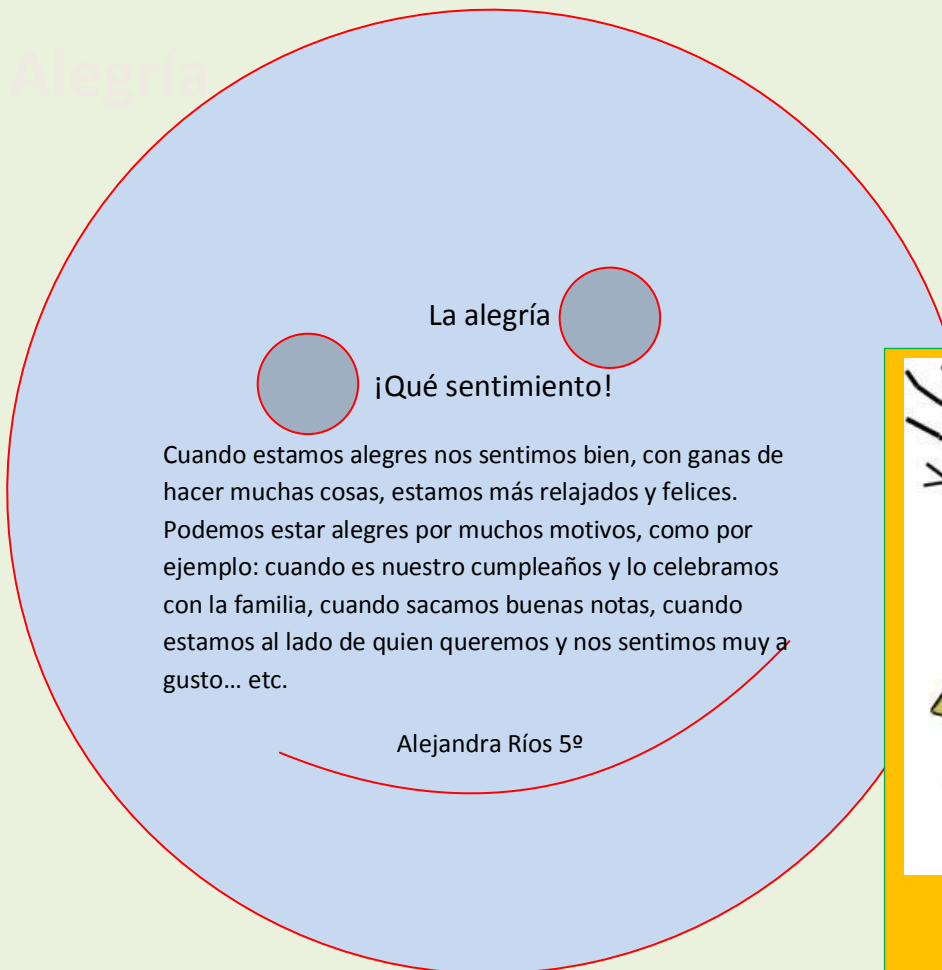 Alegría
La alegría
¡Qué sentimiento!
Cuando estamos alegres nos sentimos bien, con ganas de
hacer muchas cosas, estamos más relajados y felices.
Podemos estar alegres por muchos motivos, como por
ejemplo: cuando es nuestro cumpleaños y lo celebramos
con la familia, cuando sacamos buenas notas, cuando
estamos al lado de quien queremos y nos sentimos muy a
gusto... etc.
Alejandra Ríos 5º